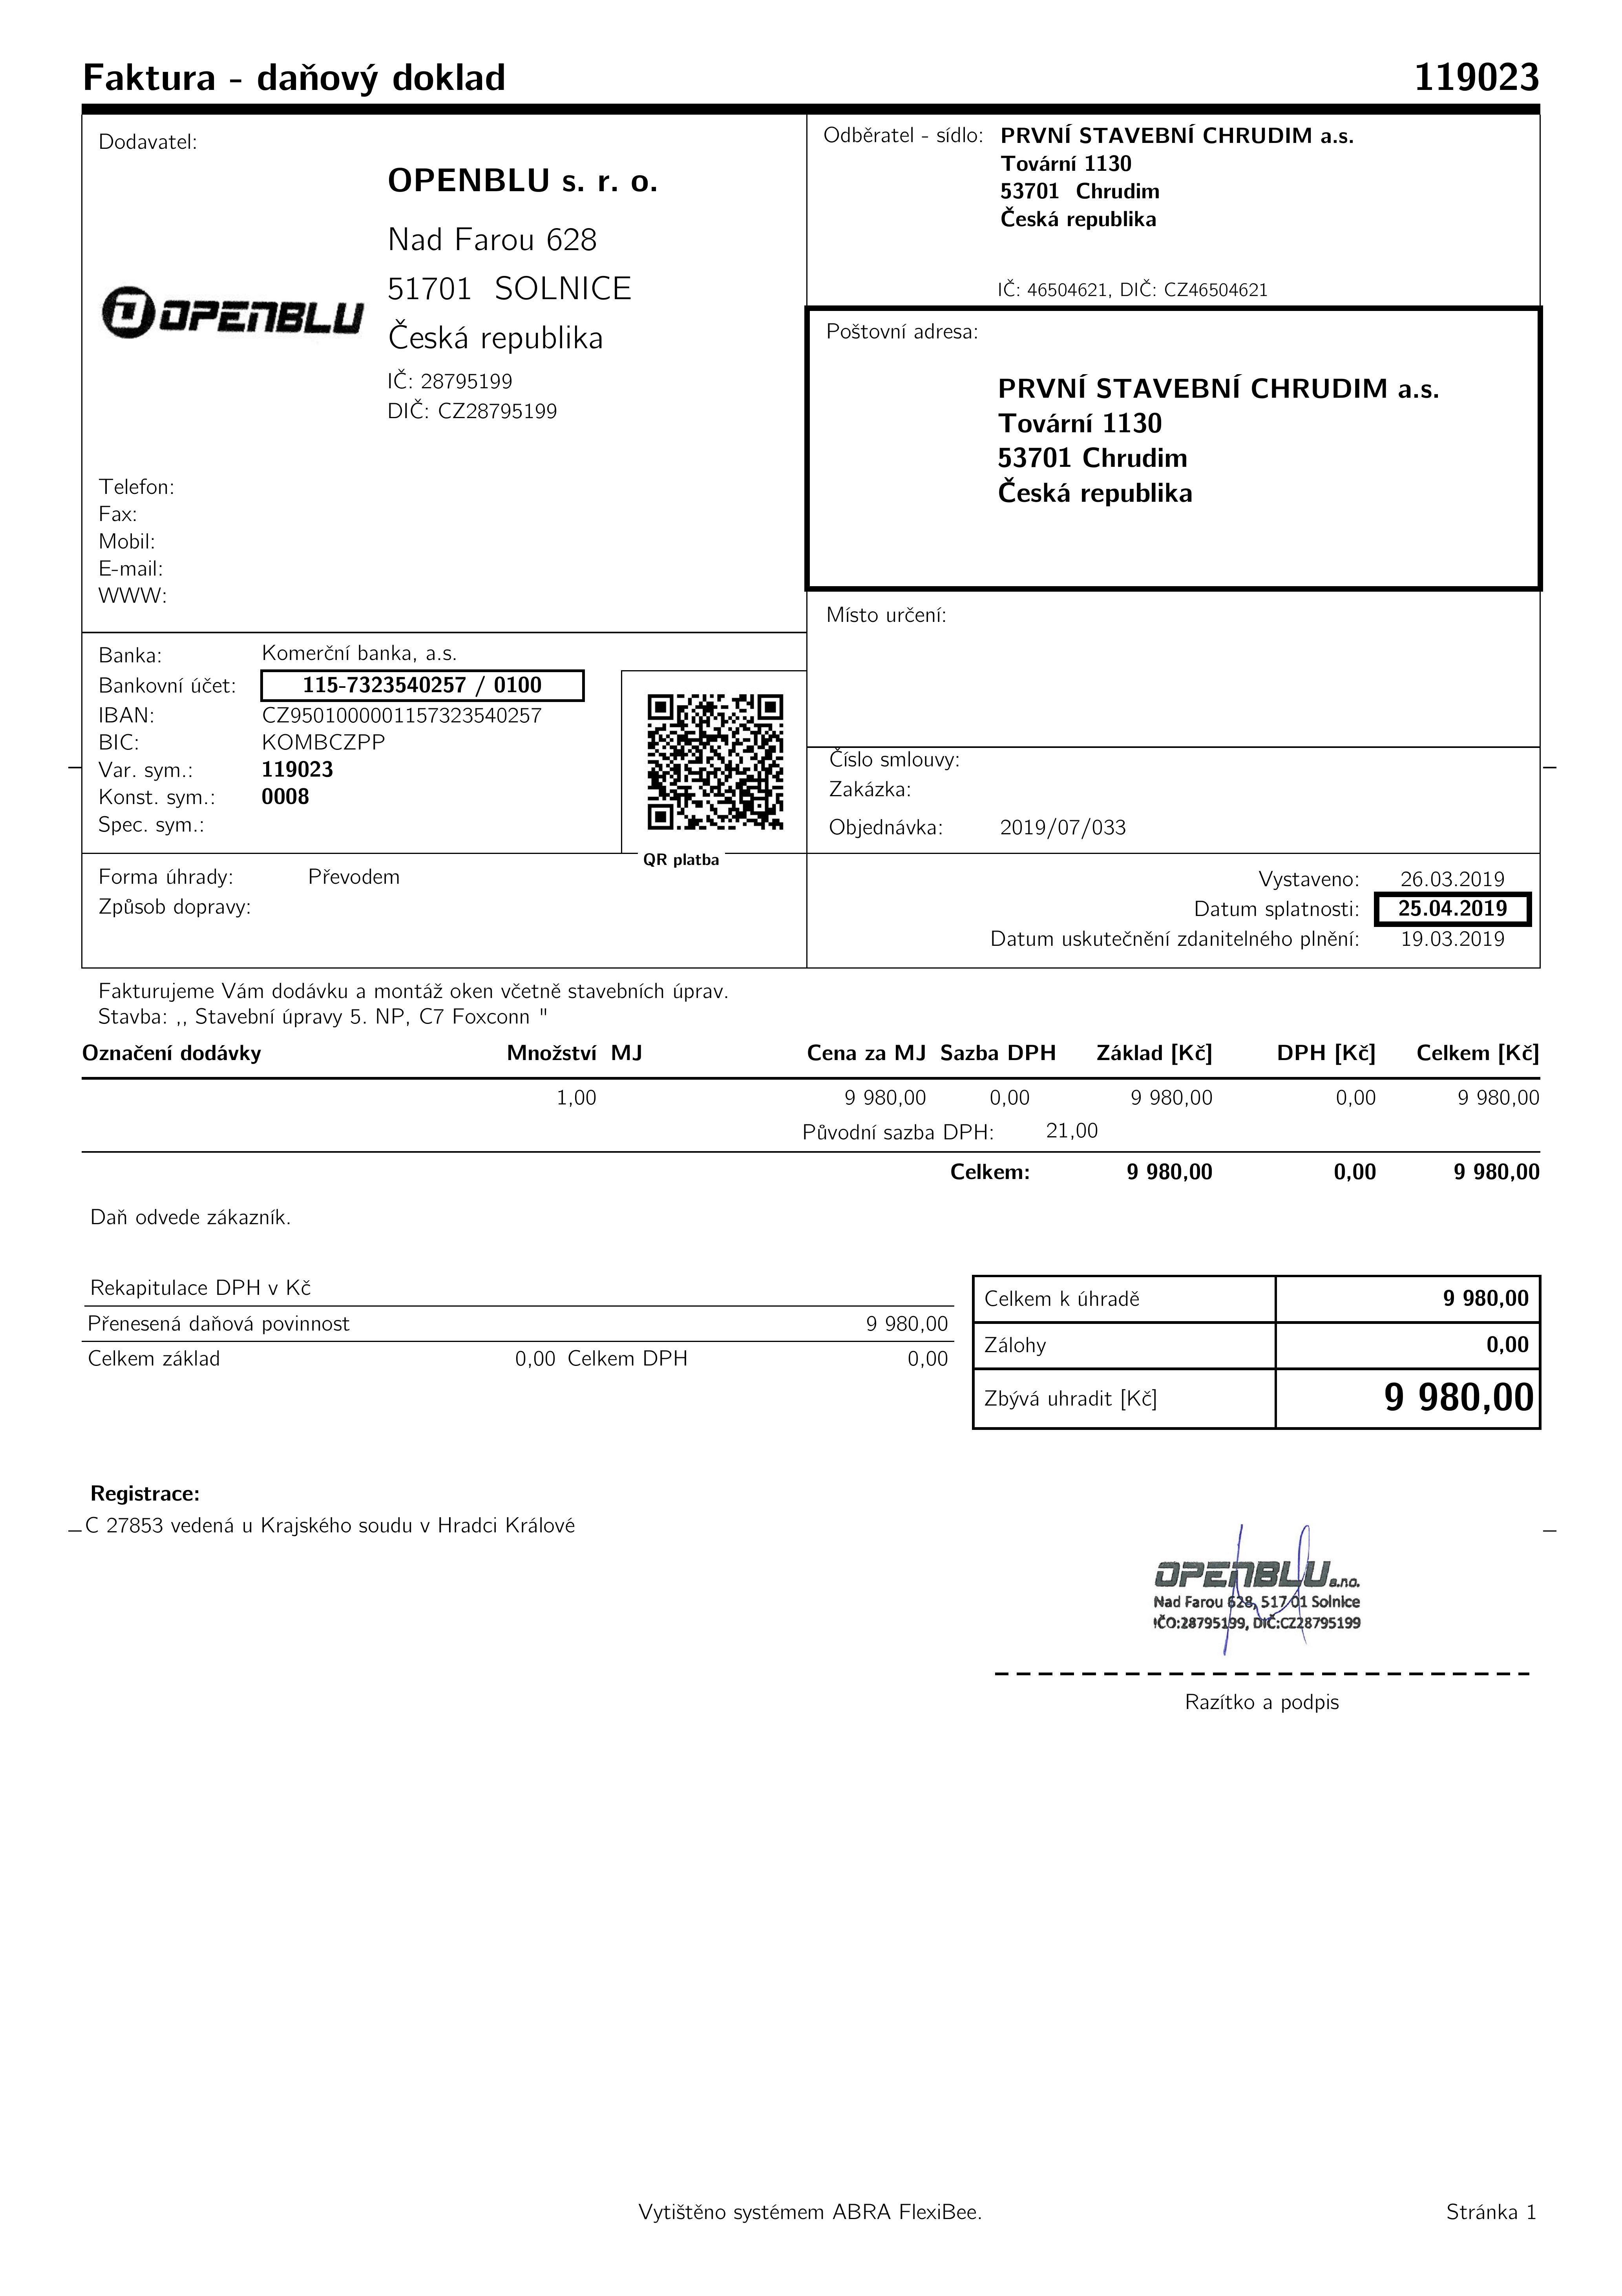 Faktura - daňový doklad 119023
Dodavatel:
OPENBLU s. r. o.
Nad Farou 628
51701 SOLNICE
Česká republika
IČ: 28795199
DIČ: CZ28795199
OPENBLU
Telefon:
Fax:
Mobil:
E-mail:
WWW:
Odběratel - sídlo: PRVNÍ STAVEBNÍ CHRUDIM a.s.
Tovární 1130
53701 Chrudim
Česká republika
IČ: 46504621, DIČ: CZ46504621
Poštovní adresa:
PRVNÍ STAVEBNÍ CHRUDIM a.s.
Tovární 1130
53701 Chrudim
Česká republika
Místo určení:
Banka: Komerční banka, a.s.
Bankovní účet: 115-7323540257 / 0100
IBAN: CZ9501000001157323540257
BIC: KOMBCZPP
Var. sym.: 119023
Konst. sym.: 0008
Spec. sym.:
QR platba
Číslo smlouvy:
Zakázka:
Objednávka: 2019/07/033
Forma úhrady: Převodem
Způsob dopravy:
Vystaveno: 26.03.2019
Datum splatnosti: 25.04.2019
Datum uskutečnění zdanitelného plnění: 19.03.2019
Fakturujeme Vám dodávku a montáž oken včetně stavebních úprav.
Stavba: ,, Stavební úpravy 5. NP, C7 Foxconn "
Označení dodávky Množství MJ Cena za MJ Sazba DPH Základ [Kč] DPH [Kč] Celkem [Kč]
1,00 9 980,00 0,00 9 980,00 0,00 9 980,00
Původní sazba DPH: 21,00
Celkem: 9 980,00 0,00 9 980,00
Daň odvede zákazník.
Rekapitulace DPH v Kč
Přenesená daňová povinnost 9 980,00
Celkem základ 0,00 Celkem DPH 0,00
Celkem k úhradě 9 980,00
Zálohy 0,00
Zbývá uhradit [Kč] 9 980,00
Registrace:
C 27853 vedená u Krajského soudu v Hradci Králové
OPENBLU s.r.o.
Nad Farou 628, 517 01 Solnice
IČO:28795199, DIČ:CZ28795199
Razítko a podpis
Vytištěno systémem ABRA FlexiBee. Stránka 1